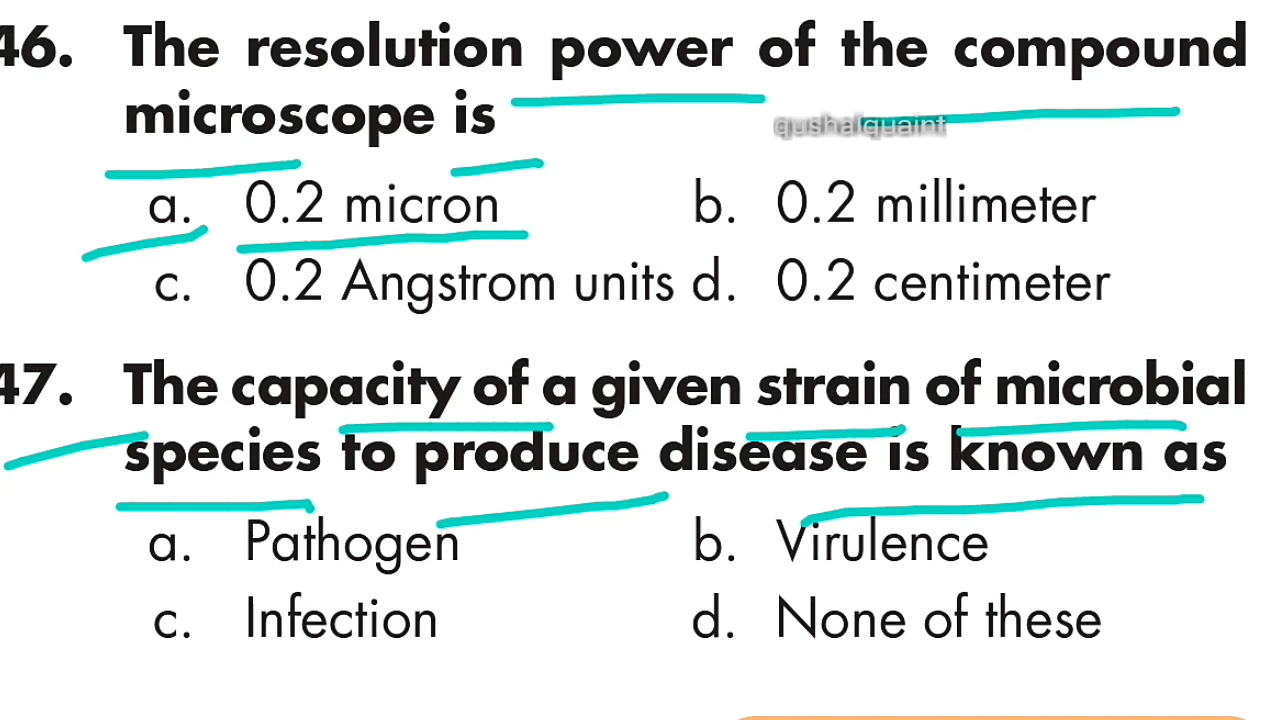 46. The resolution power of the compound
microscope is
qushalquaint
a. 0.2 micron b. 0.2 millimeter
c. 0.2 Angstrom units d. 0.2 centimeter
47. The capacity of a given strain of microbial
species to produce disease is known as
a. Pathogen b. Virulence
c. Infection d. None of these